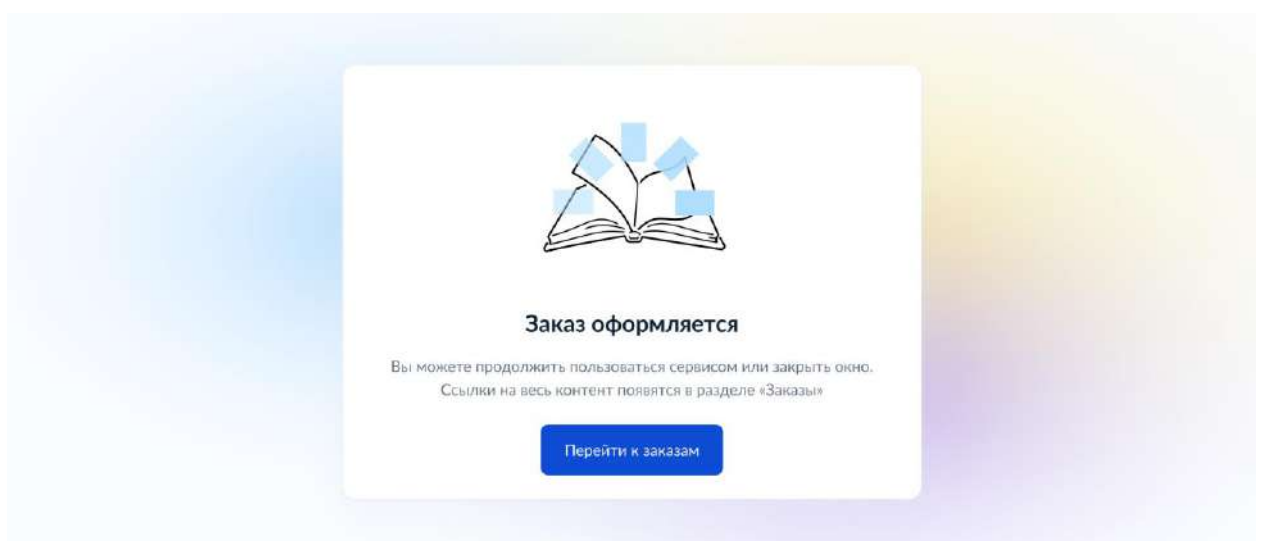 Заказ оформляется
Вы можете продолжить пользоваться сервисом или закрыть окно.
Ссылки на весь контент появятся в разделе «Заказы»
Перейти к заказам